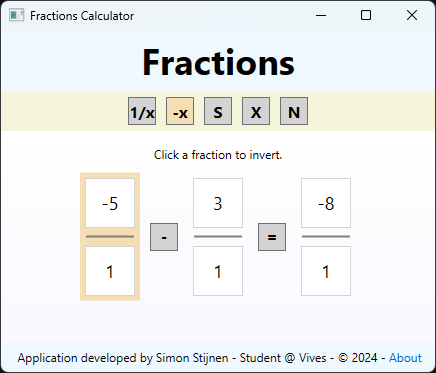 Fractions Calculator
Fractions
1/x -x S X N
Click a fraction to invert.
-5 3 -8
- =
1 1 1
Application developed by Simon Stijnen - Student @ Vives - © 2024 - About